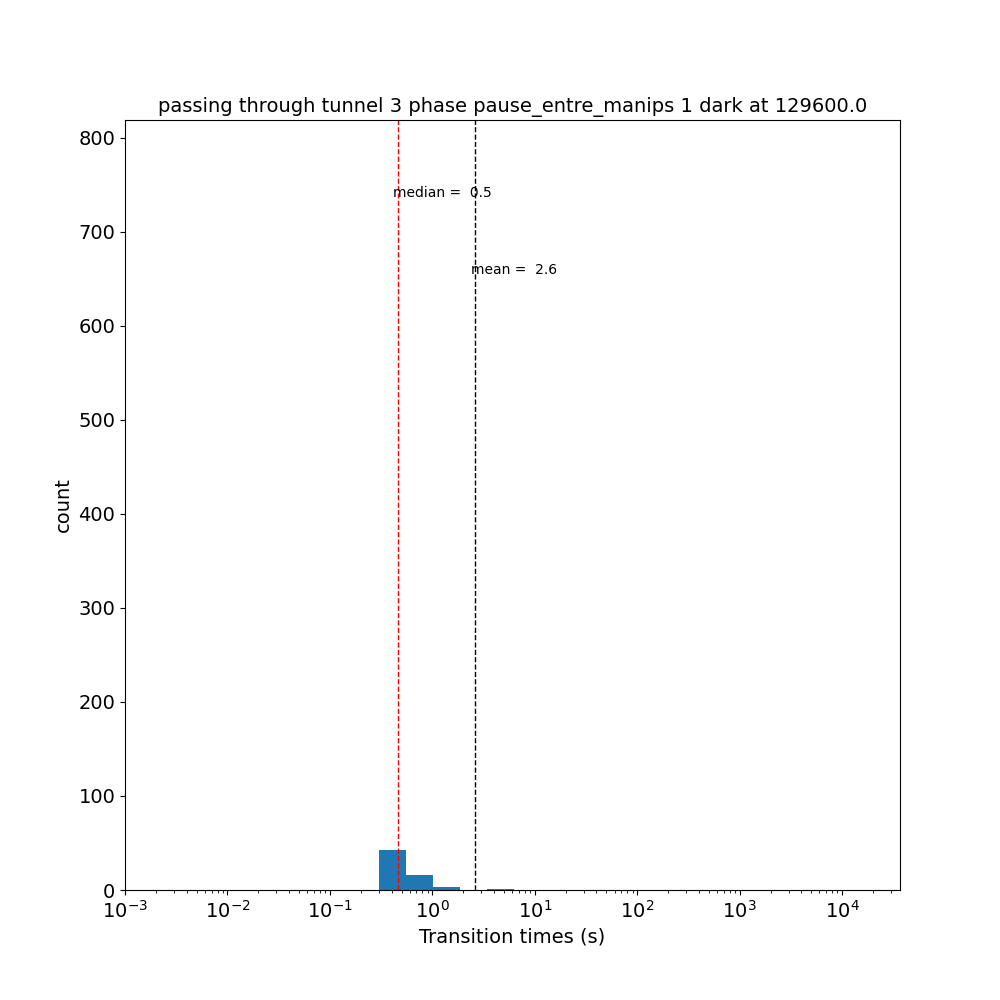 passing through tunnel 3 phase pause_entre_manips 1 dark at 129600.0
800
median =  0.5
700
mean =  2.6
600
500
count
400
300
200
100
0
10⁻³ 10⁻² 10⁻¹ 10⁰ 10¹ 10² 10³ 10⁴
Transition times (s)